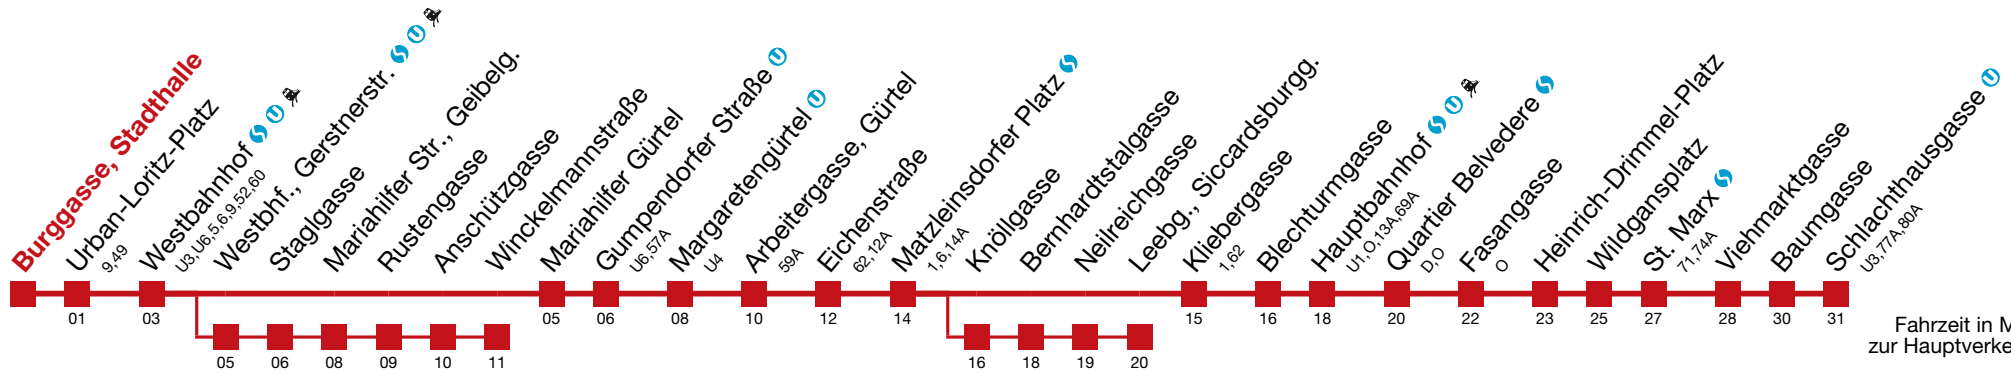 Burggasse, Stadthalle
Urban-Loritz-Platz
9,49
Westbahnhof
U3,U6,5,6,9,52,60
Westbhf., Gerstnerstr.
Staglgasse
Mariahilfer Str., Geibelg.
Rustengasse
Anschützgasse
Winckelmannstraße
Mariahilfer Gürtel
Gumpendorfer Straße
U6,57A
Margaretengürtel
U4
Arbeitergasse, Gürtel
59A
Eichenstraße
62,12A
Matzleinsdorfer Platz
1,6,14A
Knöllgasse
Bernhardtstalgasse
Neilreichgasse
Leebg., Siccardsburgg.
Kliebergasse
1,62
Blechturmgasse
Hauptbahnhof
U1,O,13A,69A
Quartier Belvedere
D,O
Fasangasse
O
Heinrich-Drimmel-Platz
Wildgansplatz
St. Marx
71,74A
Viehmarktgasse
Baumgasse
Schlachthausgasse
U3,77A,80A
01 03 05 06 08 10 12 14 15 16 18 20 22 23 25 27 28 30 31
05 06 08 09 10 11 16 18 19 20
Fahrzeit in M
zur Hauptverke